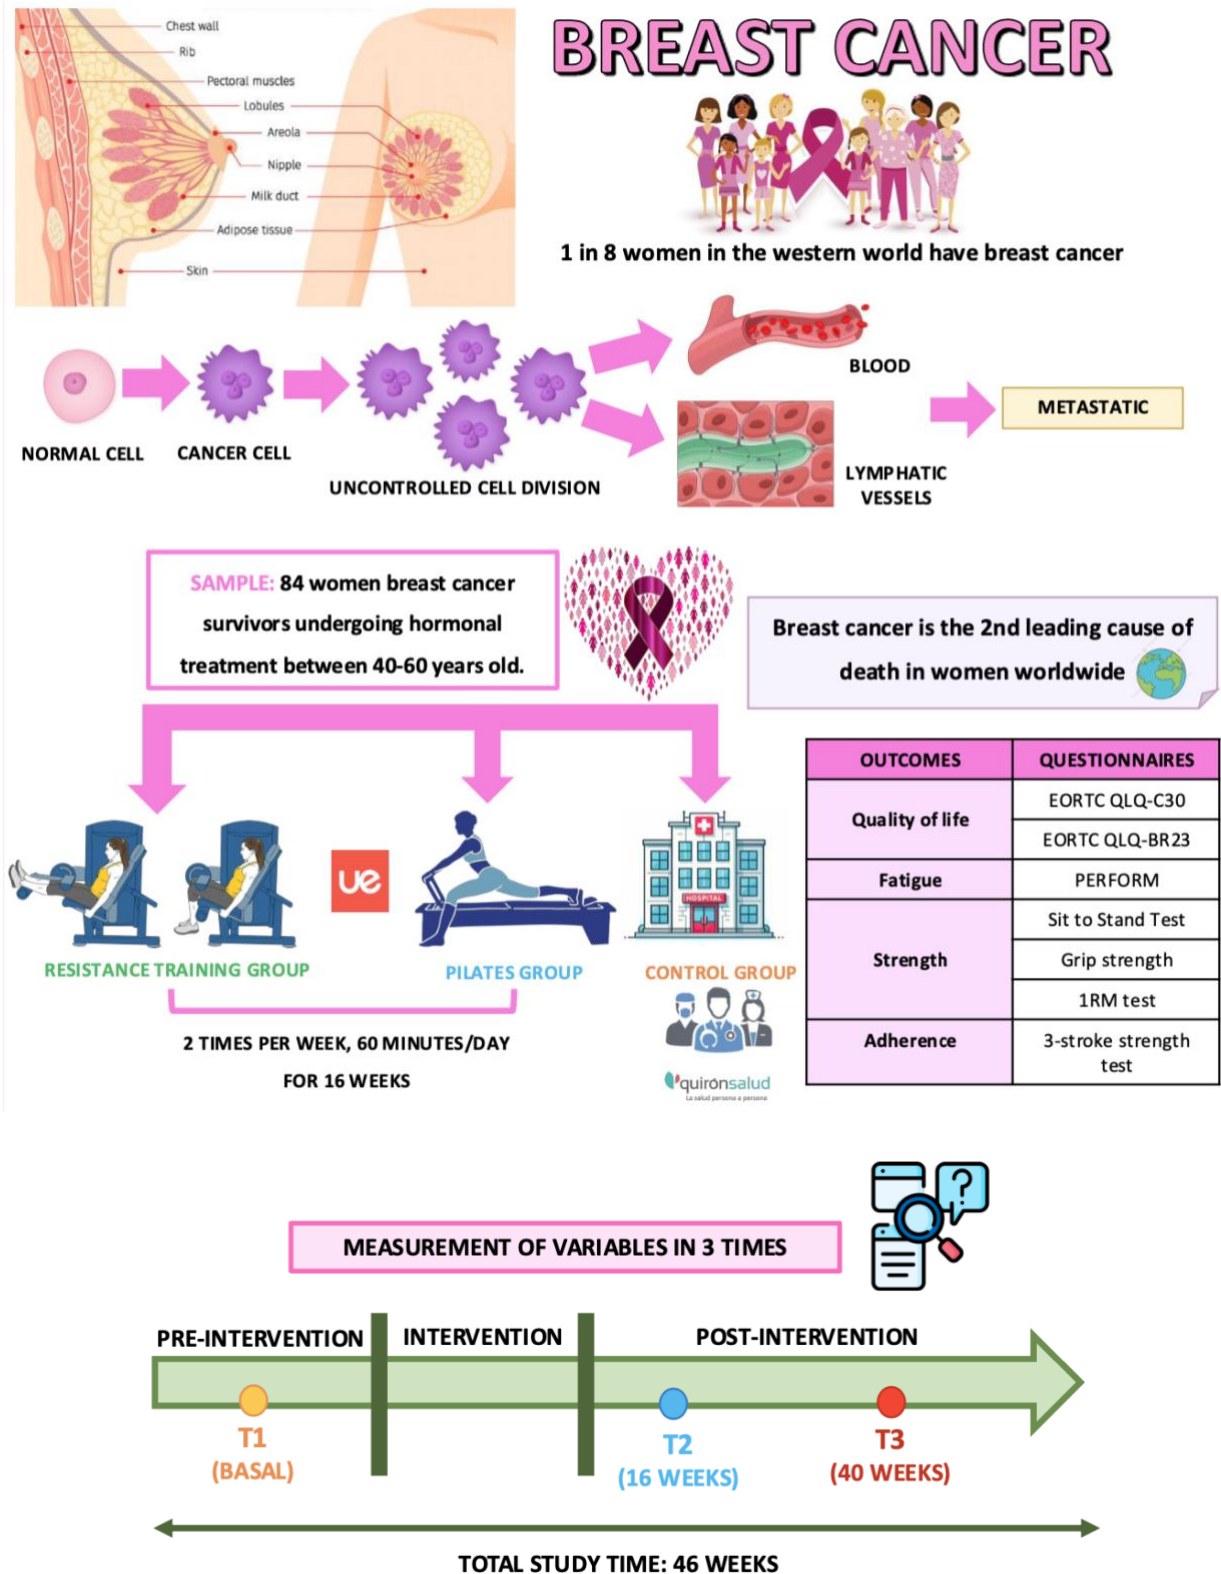 Chest wall
Rib
Pectoral muscles
Lobules
Areola
Nipple
Milk duct
Adipose tissue
Skin
BREAST CANCER
1 in 8 women in the western world have breast cancer
NORMAL CELL
CANCER CELL
UNCONTROLLED CELL DIVISION
BLOOD
LYMPHATIC
VESSELS
METASTATIC
SAMPLE: 84 women breast cancer
survivors undergoing hormonal
treatment between 40-60 years old.
Breast cancer is the 2nd leading cause of
death in women worldwide
HOSPITAL
ue
RESISTANCE TRAINING GROUP
PILATES GROUP
CONTROL GROUP
2 TIMES PER WEEK, 60 MINUTES/DAY
FOR 16 WEEKS
quirónsalud
La salud persona a persona
OUTCOMES QUESTIONNAIRES
Quality of life
EORTC QLQ-C30
EORTC QLQ-BR23
Fatigue PERFORM
Strength
Sit to Stand Test
Grip strength
1RM test
Adherence
3-stroke strength
test
?
MEASUREMENT OF VARIABLES IN 3 TIMES
PRE-INTERVENTION INTERVENTION POST-INTERVENTION
T1
(BASAL)
T2
(16 WEEKS)
T3
(40 WEEKS)
TOTAL STUDY TIME: 46 WEEKS